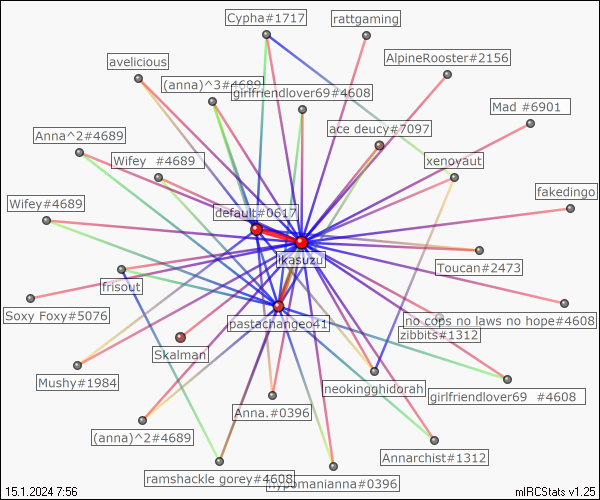 Cypha#1717
rattgaming
AlpineRooster#2156
avelicious
(anna)^3#4689
girlfriendlover69#4608
Mad #6901
ace deucy#7097
Anna^2#4689
Wifey #4689
xenoyaut
fakedingo
Wifey#4689
default#0617
ikasuzu
Toucan#2473
frisout
Soxy Foxy#5076
pastachangeo41
no cops no laws no hope#4608
zibbits#1312
Skalman
Mushy#1984
neokingghidorah
girlfriendlover69 #4608
Anna.#0396
(anna)^2#4689
Annarchist#1312
ramshackle gorey#4608
hypomanianna#0396
15.1.2024 7:56
mIRCStats v1.25